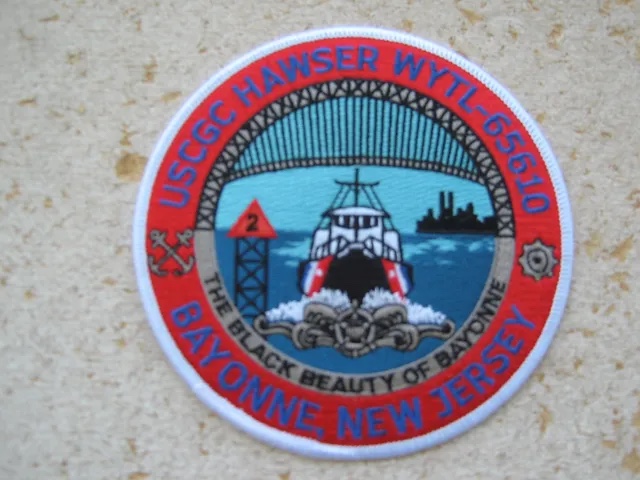 USCGC HAWSER WYTL-65610
2
THE BLACK BEAUTY OF BAYONNE
BAYONNE, NEW JERSEY